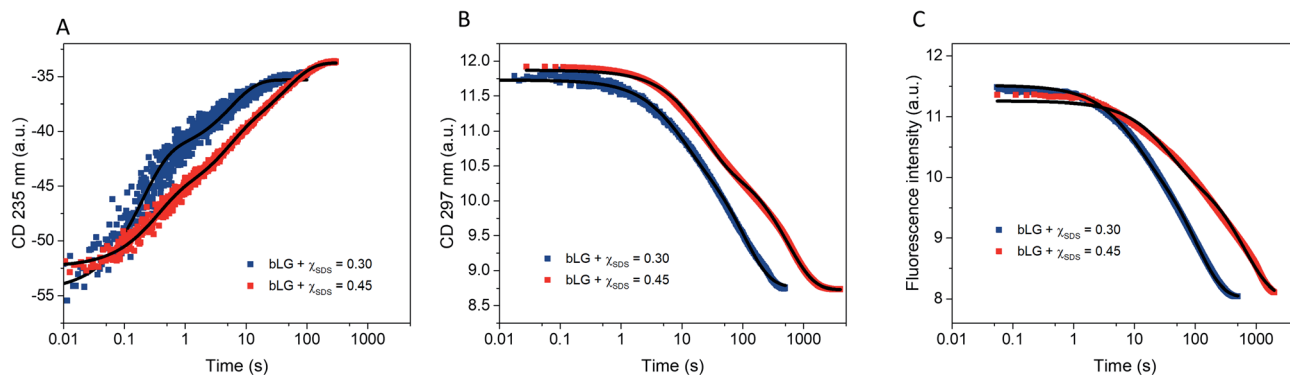 A
CD 235 nm (a.u.)
-35
-40
-45
-50
-55
bLG + χSDS = 0.30
bLG + χSDS = 0.45
0.01 0.1 1 10 100 1000
Time (s)
B
CD 297 nm (a.u.)
12.0
11.5
11.0
10.5
10.0
9.5
9.0
8.5
bLG + χSDS = 0.30
bLG + χSDS = 0.45
0.01 0.1 1 10 100 1000
Time (s)
C
Fluorescence intensity (a.u.)
12
11
10
9
8
bLG + χSDS = 0.30
bLG + χSDS = 0.45
0.01 0.1 1 10 100 1000
Time (s)